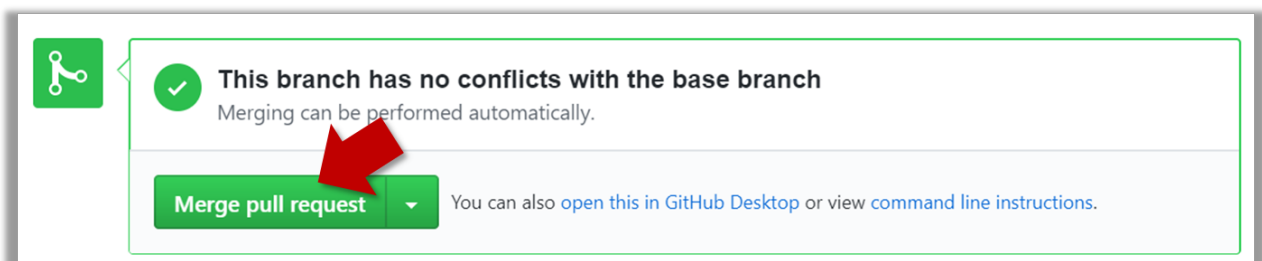 This branch has no conflicts with the base branch
Merging can be performed automatically.
Merge pull request You can also open this in GitHub Desktop or view command line instructions.